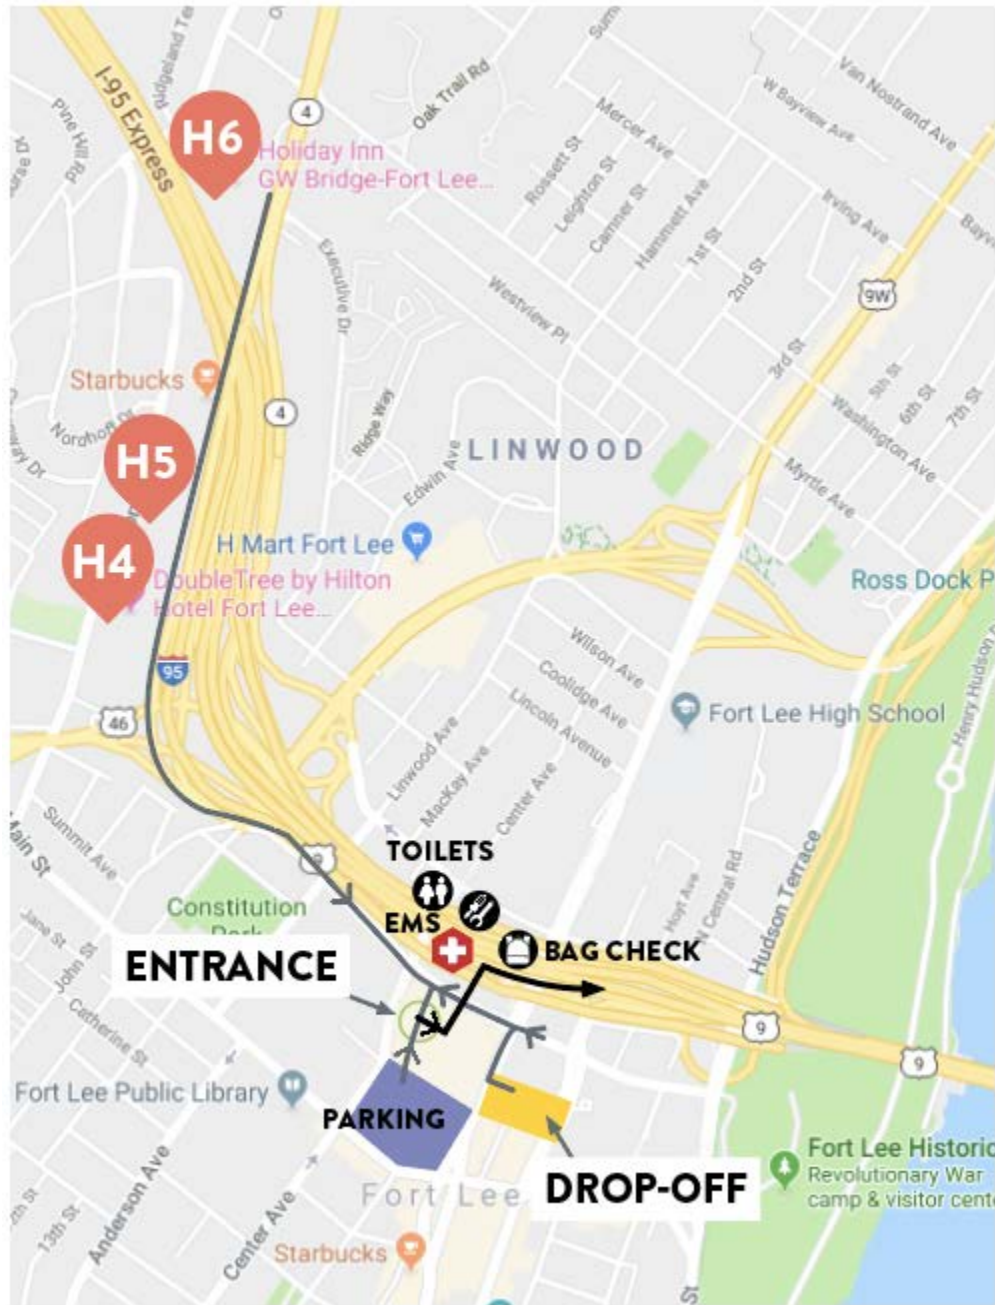 I-95 Express
Ridgeland Ter
Oak Trail Rd
Van Nostrand Ave
W Bayview Ave
Mercer Ave
Pine Hill Rd
H6
4
Holiday Inn
GW Bridge-Fort Lee...
Rossett St
Leighton St
Camner St
Hammett Ave
1st St
2nd St
Irving Ave
9W
Executive Dr
Westview Pl
3rd St
5th St
6th St
7th St
Starbucks
4
Nordhoff Dr
Ridge Way
Edwin Ave
LINWOOD
Washington Ave
Myrtle Ave
H5
H4
H Mart Fort Lee
DoubleTree by Hilton
Hotel Fort Lee...
Ross Dock P
95
46
Wilson Ave
Coolidge Ave
Lincoln Avenue
Fort Lee High School
Henry Hudson
Linwood Ave
MacKay Ave
Center Ave
Main St
Summit Ave
9
TOILETS
EMS
BAG CHECK
Hoyt Ave
N Central Rd
Hudson Terrace
Constitution
Park
Jane St
John St
ENTRANCE
Catherine St
9
9
Fort Lee Public Library
PARKING
DROP-OFF
Fort Lee
Fort Lee Historic
Revolutionary War
camp & visitor cente
13th St
Anderson Ave
Center Ave
Starbucks